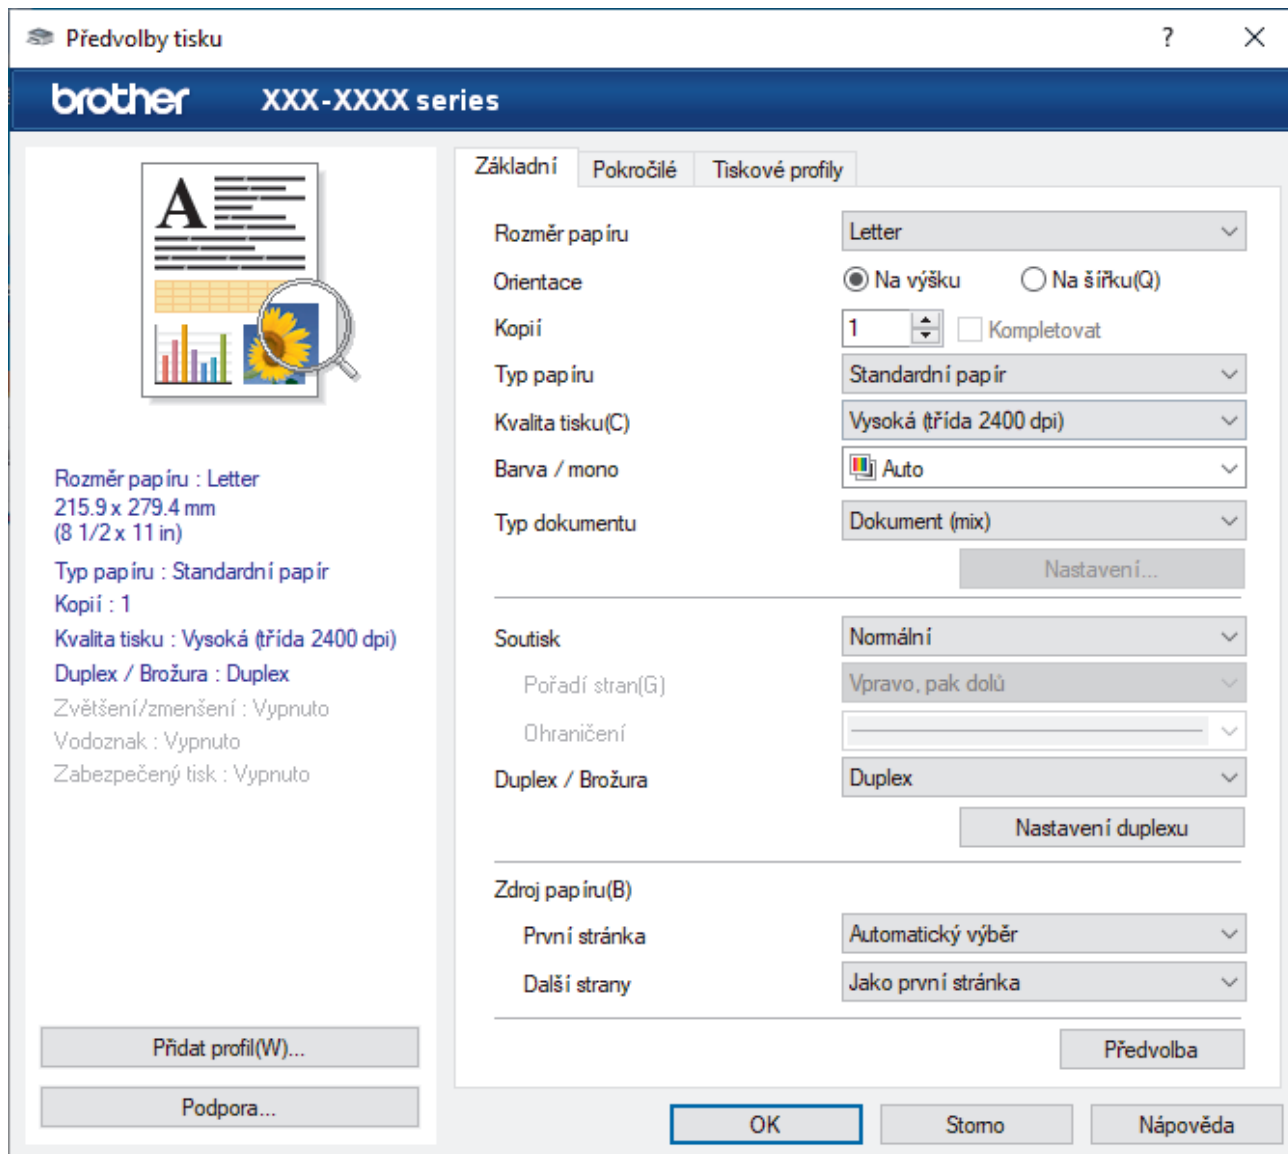 Předvolby tisku
?
brother XXX-XXXX series
A
Rozměr papíru : Letter
215.9 x 279.4 mm
(8 1/2 x 11 in)
Typ papíru : Standardní papír
Kopií : 1
Kvalita tisku : Vysoká (třída 2400 dpi)
Duplex / Brožura : Duplex
Zvětšení/zmenšení : Vypnuto
Vodoznak : Vypnuto
Zabezpečený tisk : Vypnuto
Přidat profil(W)...
Podpora...
Základní Pokročilé Tiskové profily
Rozměr papíru Letter
Orientace Na výšku Na šířku(Q)
Kopií 1 Kompletovat
Typ papíru Standardní papír
Kvalita tisku(C) Vysoká (třída 2400 dpi)
Barva / mono Auto
Typ dokumentu Dokument (mix)
Nastavení...
Soutisk Normální
Pořadí stran(G) Vpravo, pak dolů
Ohraničení
Duplex / Brožura Duplex
Nastavení duplexu
Zdroj papíru(B)
První stránka Automatický výběr
Další strany Jako první stránka
Předvolba
OK Storno Nápověda